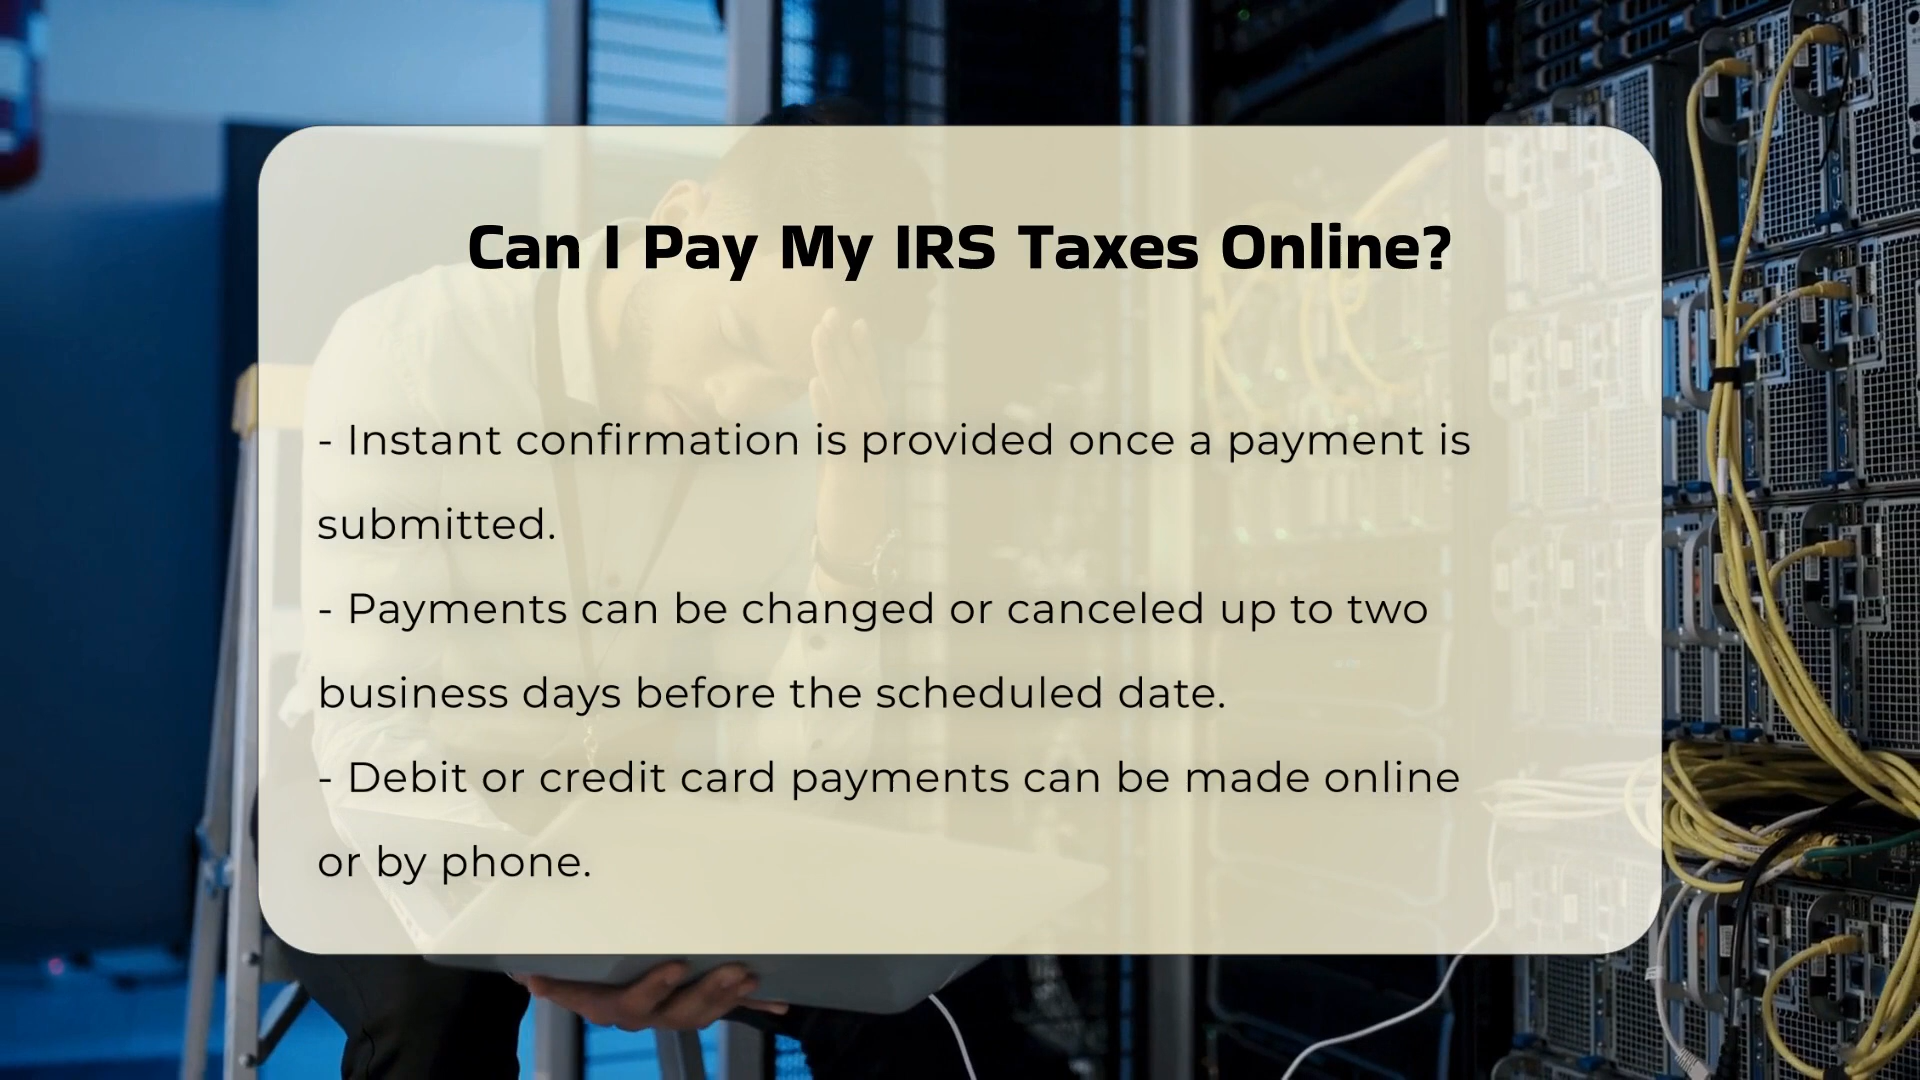 Can I Pay My IRS Taxes Online?
- Instant confirmation is provided once a payment is
submitted.
- Payments can be changed or canceled up to two
business days before the scheduled date.
- Debit or credit card payments can be made online
or by phone.